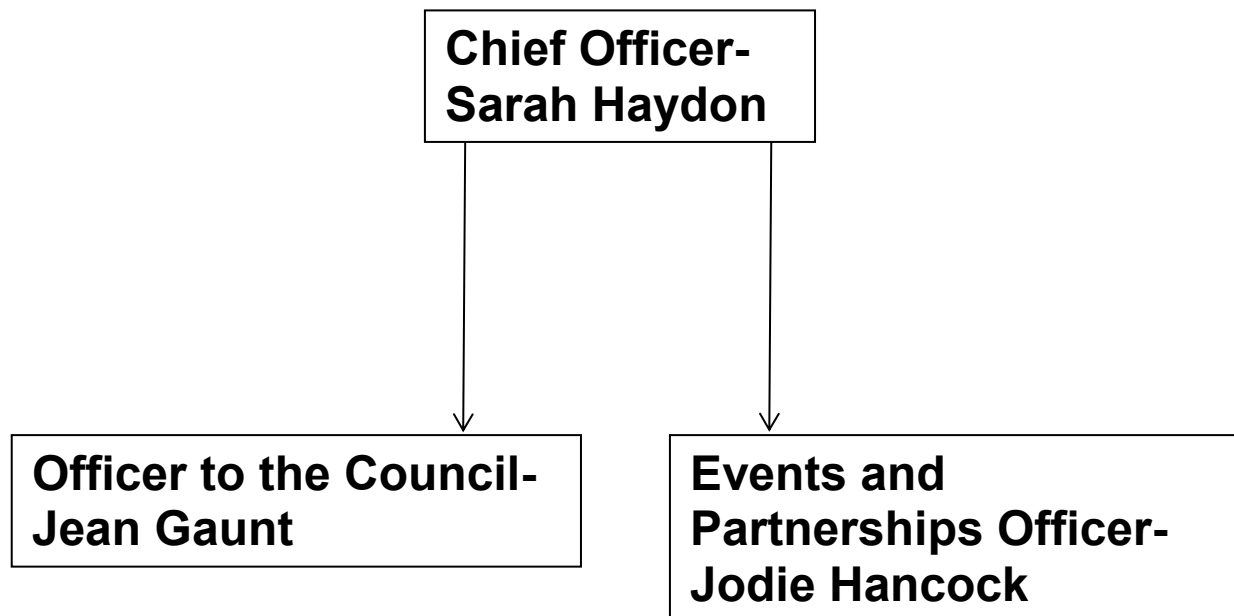 Chief Officer-
Sarah Haydon
Officer to the Council-
Jean Gaunt
Events and
Partnerships Officer-
Jodie Hancock